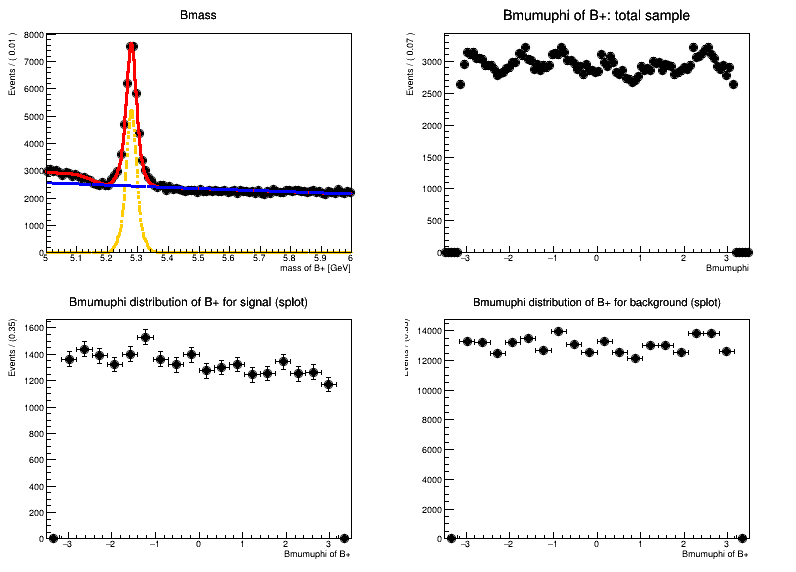 Bmass
Events / ( 0.01 )
8000
7000
6000
5000
4000
3000
2000
1000
0
5 5.1 5.2 5.3 5.4 5.5 5.6 5.7 5.8 5.9 6
mass of B+ [GeV]
Bmumuphi of B+: total sample
Events / ( 0.07 )
3000
2500
2000
1500
1000
500
0
−3 −2 −1 0 1 2 3
Bmumuphi
Bmumuphi distribution of B+ for signal (splot)
Events / (0.35)
1600
1400
1200
1000
800
600
400
200
0
−3 −2 −1 0 1 2 3
Bmumuphi of B+
Bmumuphi distribution of B+ for background (splot)
14000
12000
10000
8000
6000
4000
2000
0
−3 −2 −1 0 1 2 3
Bmumuphi of B+